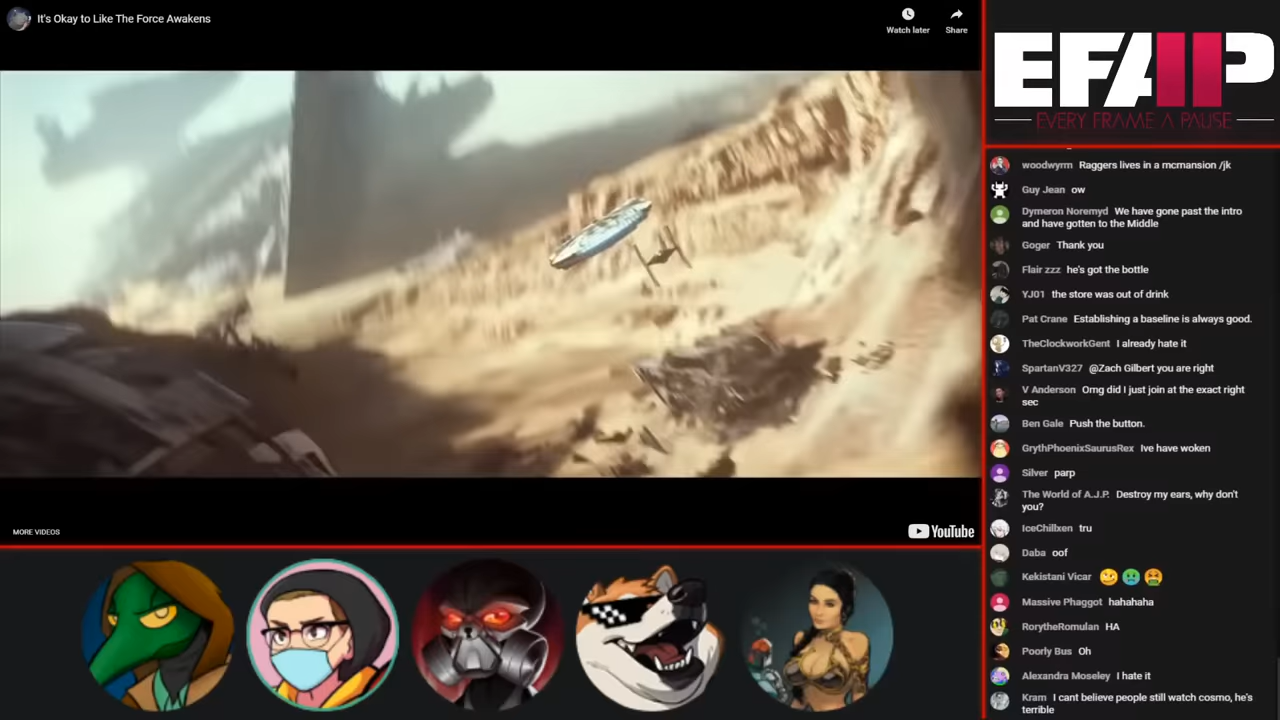 It's Okay to Like The Force Awakens
Watch later
Share
MORE VIDEOS
YouTube
EFAP
EVERY FRAME A PAUSE
woodwyrm Raggers lives in a mcmansion /jk
Guy Jean ow
Dymeron Noremyd We have gone past the intro
and have gotten to the Middle
Goger Thank you
Flair zzz he's got the bottle
YJ01 the store was out of drink
Pat Crane Establishing a baseline is always good.
TheClockworkGent I already hate it
SpartanV327 @Zach Gilbert you are right
V Anderson Omg did I just join at the exact right
sec
Ben Gale Push the button.
GrythPhoenixSaurusRex Ive have woken
Silver parp
The World of A.J.P. Destroy my ears, why don't
you?
IceChillxen tru
Daba oof
Kekistani Vicar
Massive Phaggot hahahaha
RorytheRomulan HA
Poorly Bus Oh
Alexandra Moseley I hate it
Kram I cant believe people still watch cosmo, he's
terrible